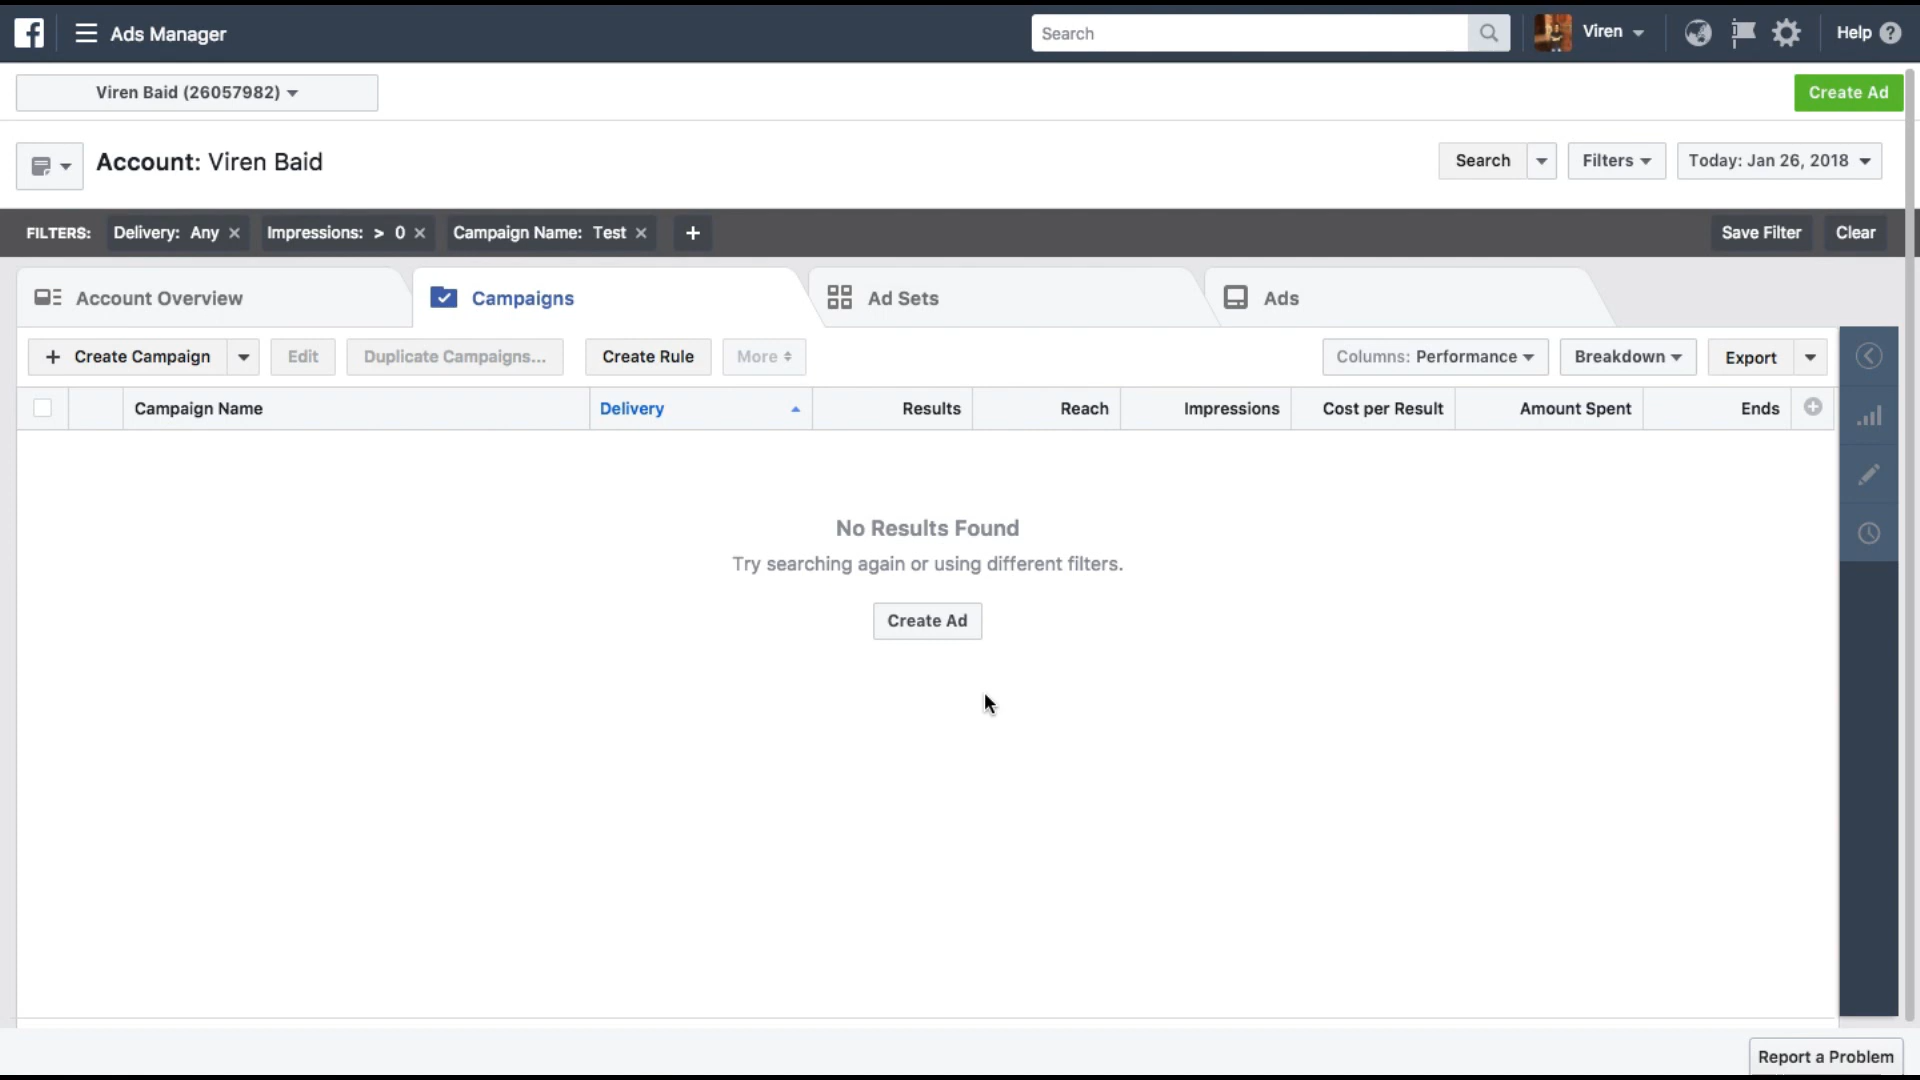 Ads Manager
Search
Viren
Help
Viren Baid (26057982)
Create Ad
Account: Viren Baid
Search
Filters
Today: Jan 26, 2018
FILTERS:
Delivery: Any
Impressions: > 0
Campaign Name: Test
+
Save Filter
Clear
Account Overview
Campaigns
Ad Sets
Ads
+ Create Campaign
Edit
Duplicate Campaigns...
Create Rule
More
Columns: Performance
Breakdown
Export
Campaign Name
Delivery
Results
Reach
Impressions
Cost per Result
Amount Spent
Ends
No Results Found
Try searching again or using different filters.
Create Ad
Report a Problem